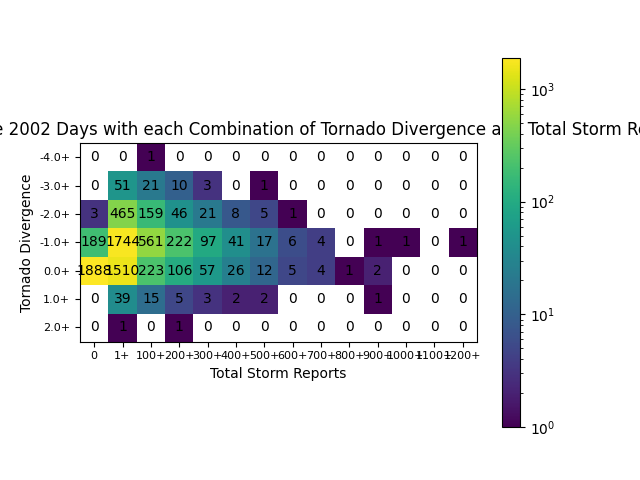 e 2002 Days with each Combination of Tornado Divergence a Total Storm Re
Tornado Divergence
-4.0+ 0 0 1 0 0 0 0 0 0 0 0 0 0 0
-3.0+ 0 51 21 10 3 0 1 0 0 0 0 0 0 0
-2.0+ 3 465 159 46 21 8 5 1 0 0 0 0 0 0
-1.0+ 189 1744 561 222 97 41 17 6 4 0 1 1 0 1
0.0+ 1888 1510 223 106 57 26 12 5 4 1 2 0 0 0
1.0+ 0 39 15 5 3 2 2 0 0 0 1 0 0 0
2.0+ 0 1 0 1 0 0 0 0 0 0 0 0 0 0
0 1+ 100+ 200+ 300+ 400+ 500+ 600+ 700+ 800+ 900+ 1000+ 1100+ 1200+
Total Storm Reports
10³
10²
10¹
10⁰